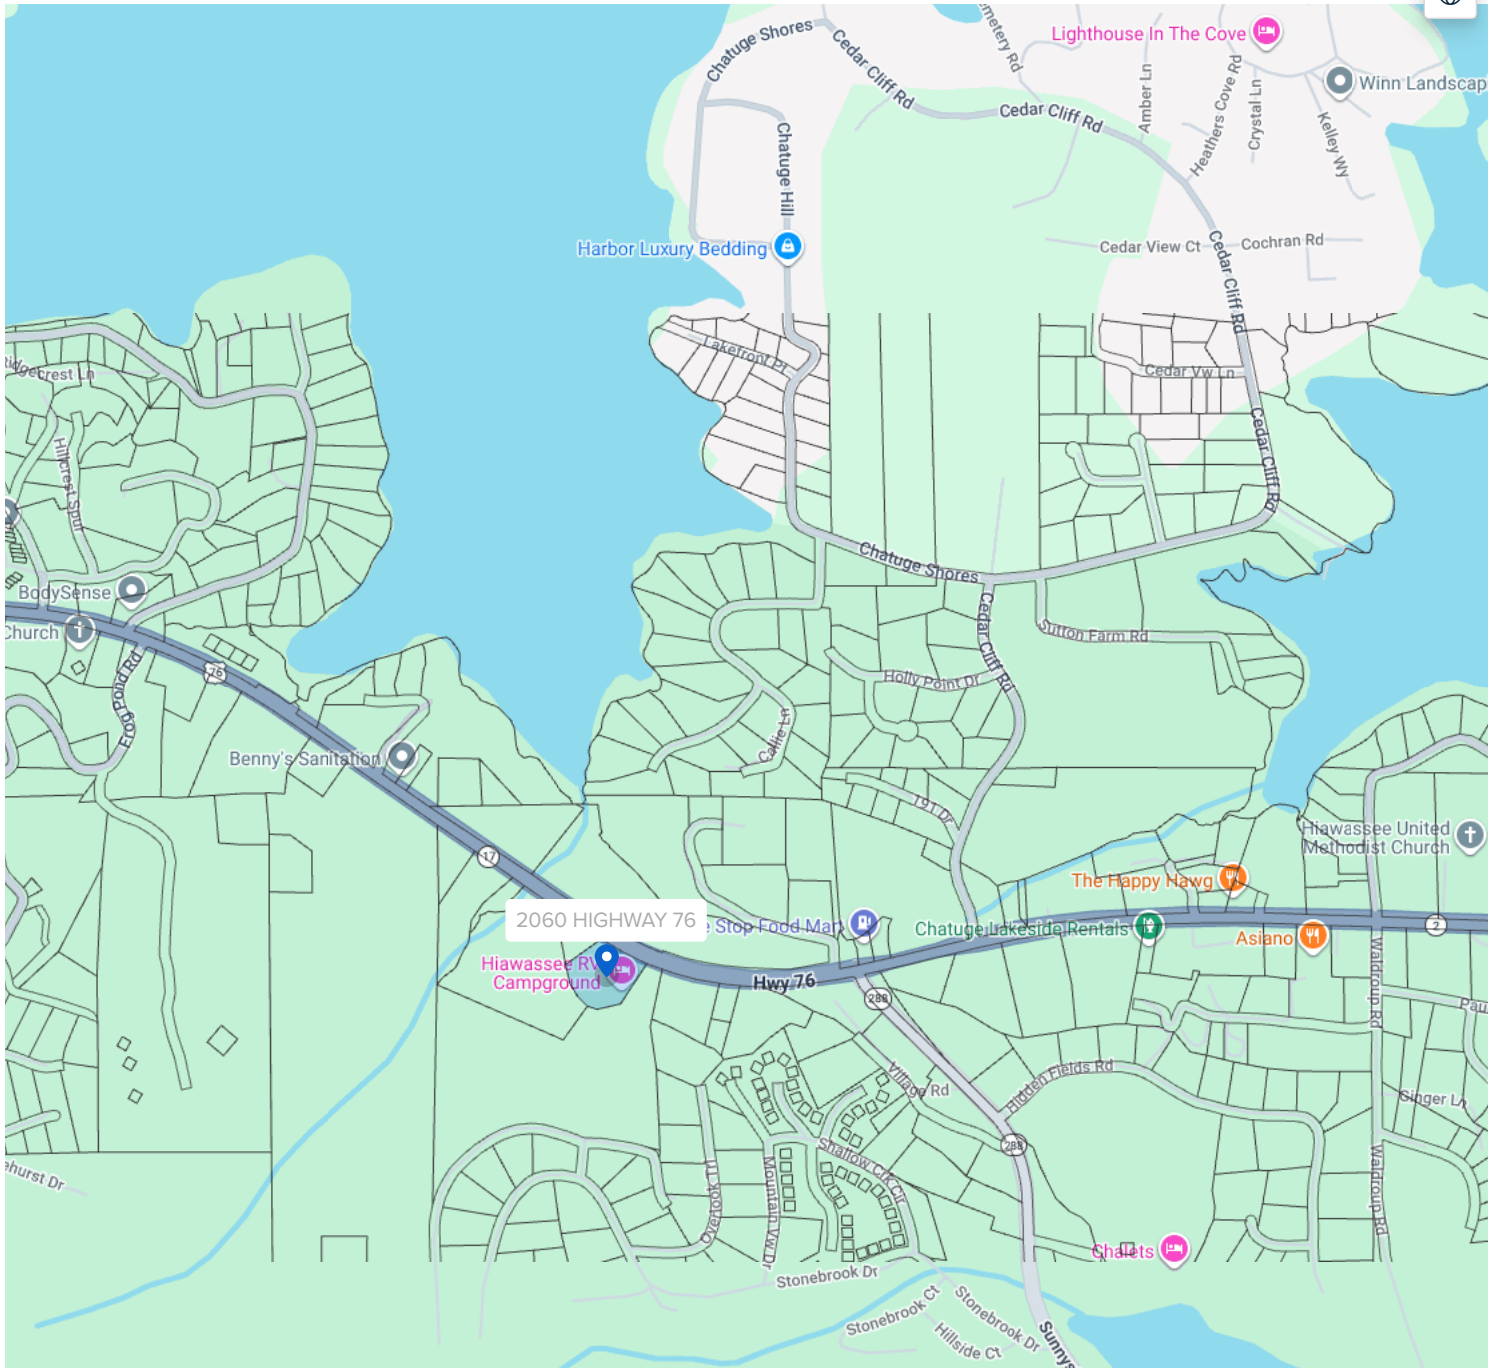 Chatuge Shores
Cedar Cliff Rd
Lighthouse In The Cove
Amber Ln
Heathers Cove Rd
Crystal Ln
Winn Landscap
Kelley Wy
Cedar Cliff Rd
Chatuge Hill
Harbor Luxury Bedding
Cedar View Ct
Cochran Rd
Cedar Cliff Rd
Lakefront Pt
Cedar Vw Ln
Cedar Cliff Rd
Hillcrest Spur
Chatuge Shores
BodySense
Church
76
Frog Pond Rd
Cedar Cliff Rd
Sutton Farm Rd
Holly Point Dr
Callie Ln
Benny's Sanitation
191 Dr
17
Hiawassee United
Methodist Church
The Happy Hawg
2060 HIGHWAY 76
Stop Food Mart
Chatuge Lakeside Rentals
Asiano
2
Hiawassee RV
Campground
Hwy 76
288
Waldroup Rd
Village Rd
Hidden Fields Rd
Ginger Ln
288
Shallow Crk Cir
Overlook Trl
Mountain Vw Dr
Waldroup Rd
Chalets
Stonebrook Dr
Stonebrook Ct
Stonebrook Dr
Hillside Ct